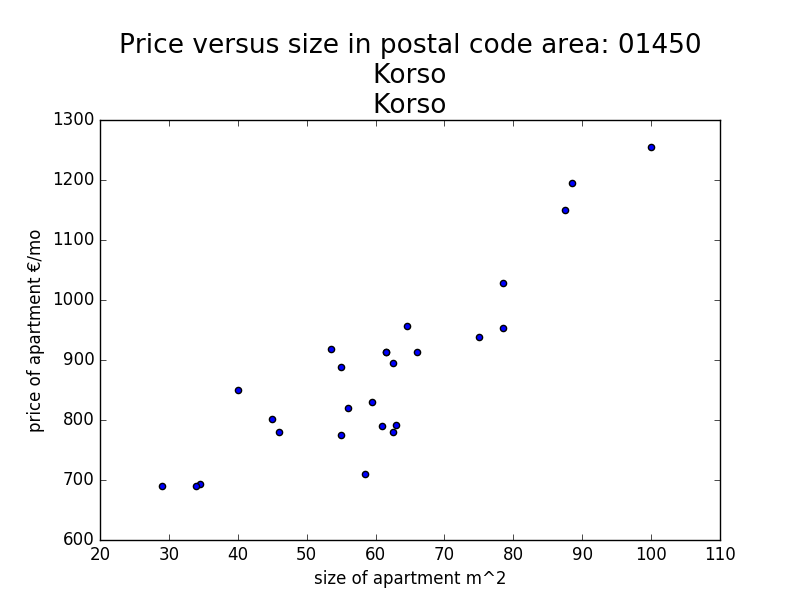 Price versus size in postal code area: 01450
Korso
Korso
1300
1200
1100
1000
900
800
700
600
price of apartment €/mo
20 30 40 50 60 70 80 90 100 110
size of apartment m^2